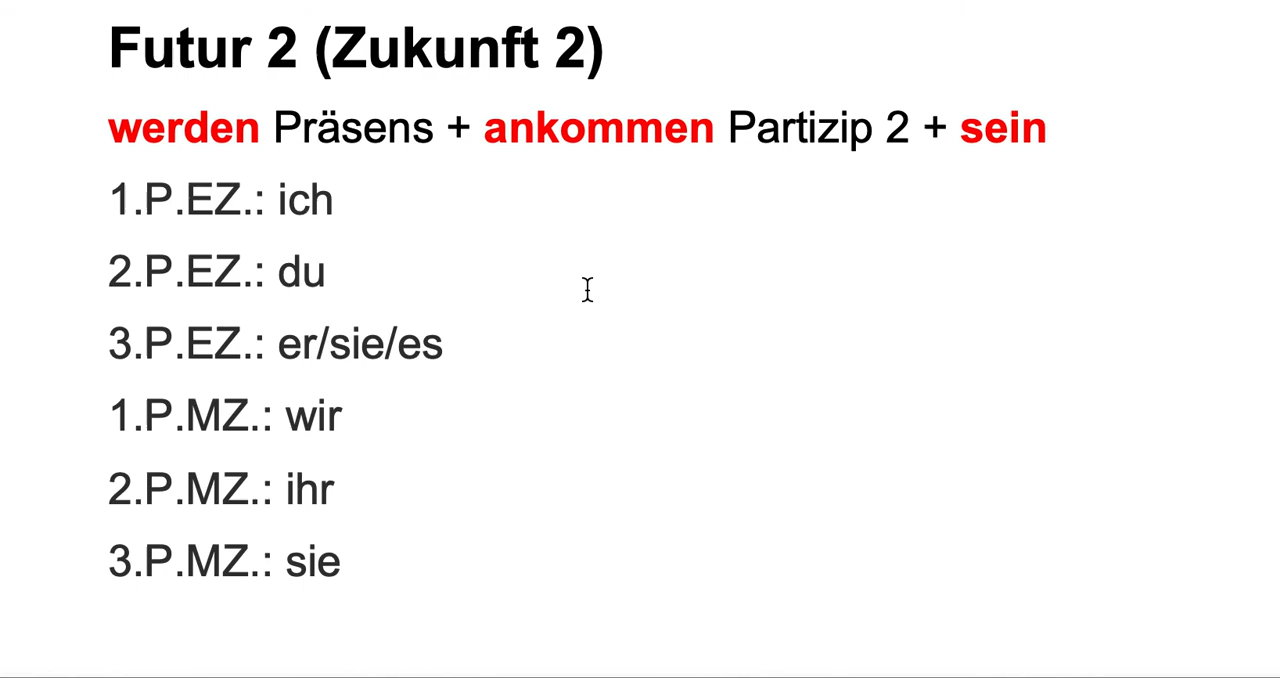 Futur 2 (Zukunft 2)
werden Präsens + ankommen Partizip 2 + sein
1.P.EZ.: ich
2.P.EZ.: du
3.P.EZ.: er/sie/es
1.P.MZ.: wir
2.P.MZ.: ihr
3.P.MZ.: sie